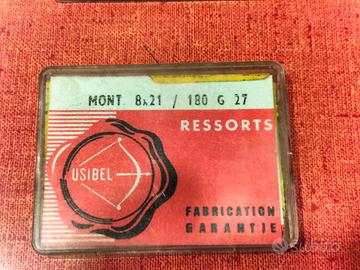 MONT 8x21 / 180 G 27
RESSORTS
USIBEL
FABRICATION
GARANTIE